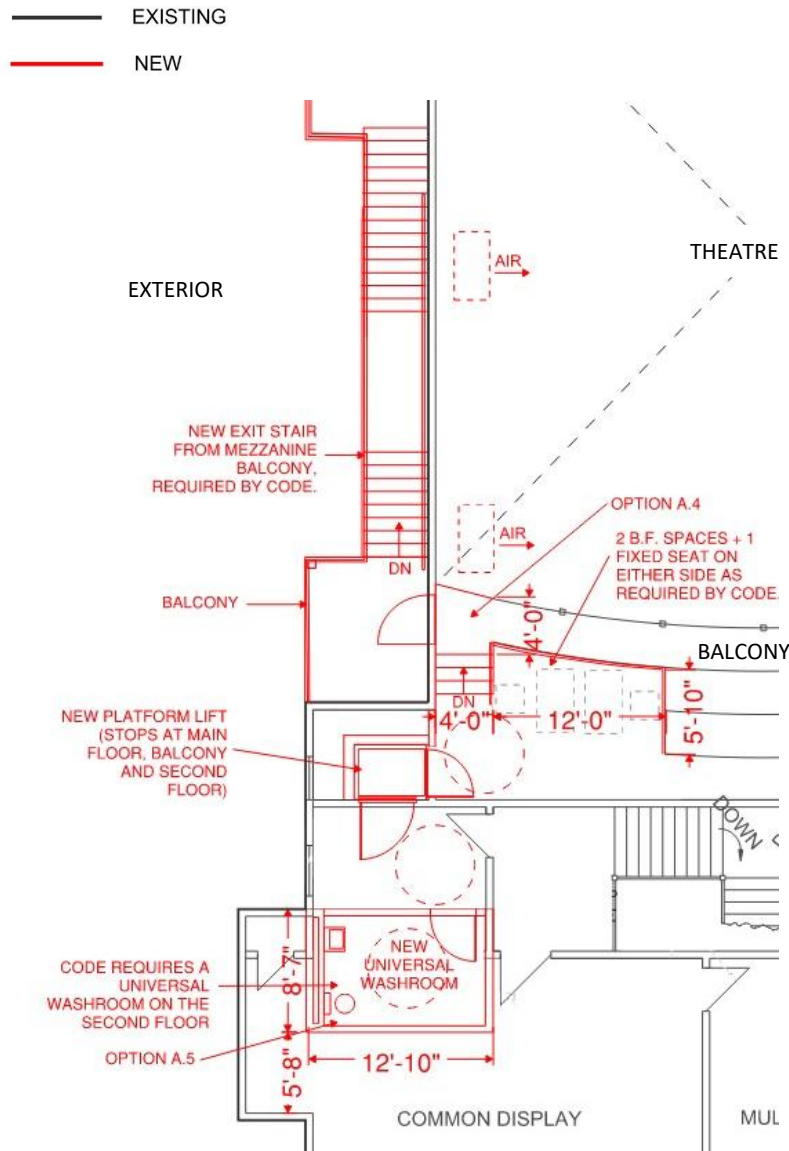 EXISTING
NEW
THEATRE
AIR
EXTERIOR
NEW EXIT STAIR
FROM MEZZANINE
BALCONY,
REQUIRED BY CODE.
OPTION A.4
AIR
2 B.F. SPACES + 1
FIXED SEAT ON
EITHER SIDE AS
REQUIRED BY CODE.
DN
BALCONY
4'-0"
BALCONY
DN
4'-0"
12'-0"
5'-10"
NEW PLATFORM LIFT
(STOPS AT MAIN
FLOOR, BALCONY
AND SECOND
FLOOR)
DOWN
NEW
UNIVERSAL
WASHROOM
8'-7"
CODE REQUIRES A
UNIVERSAL
WASHROOM ON THE
SECOND FLOOR
OPTION A.5
5'-8"
12'-10"
COMMON DISPLAY
MUL